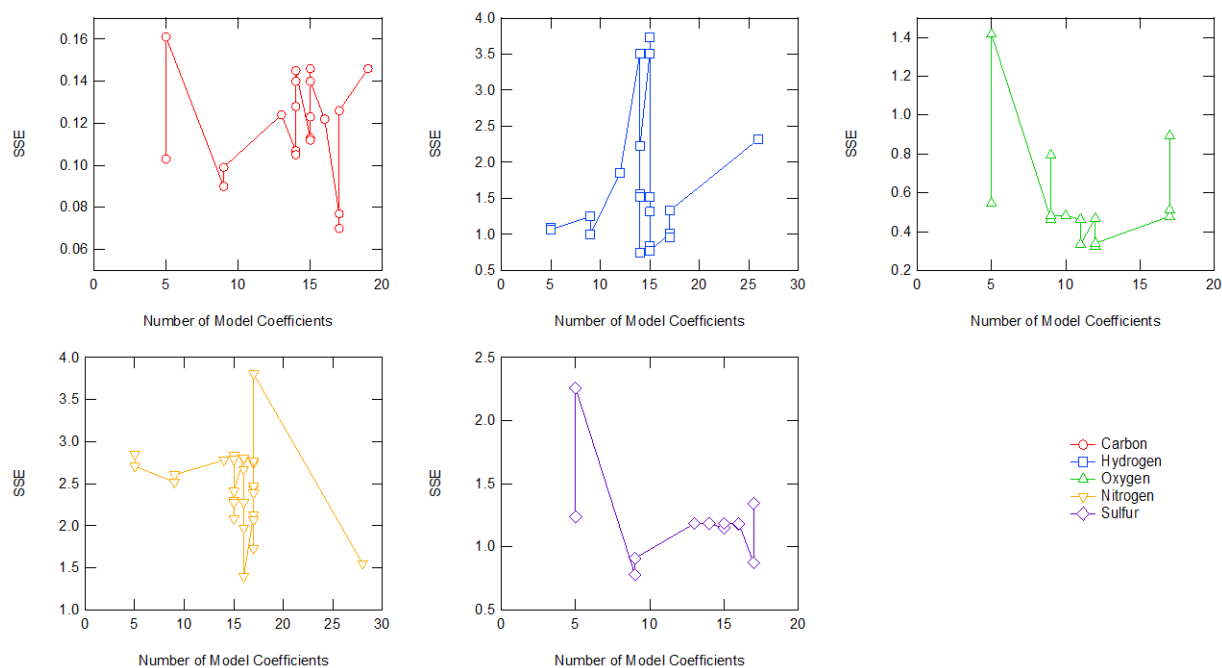 0.16
0.14
0.12
0.10
0.08
0.06
SSE
0 5 10 15 20
Number of Model Coefficients
4.0
3.5
3.0
2.5
2.0
1.5
1.0
0.5
SSE
0 5 10 15 20 25 30
Number of Model Coefficients
1.4
1.2
1.0
0.8
0.6
0.4
0.2
SSE
0 5 10 15 20
Number of Model Coefficients
4.0
3.5
3.0
2.5
2.0
1.5
1.0
SSE
0 5 10 15 20 25 30
Number of Model Coefficients
2.5
2.0
1.5
1.0
0.5
SSE
0 5 10 15 20
Number of Model Coefficients
Carbon
Hydrogen
Oxygen
Nitrogen
Sulfur